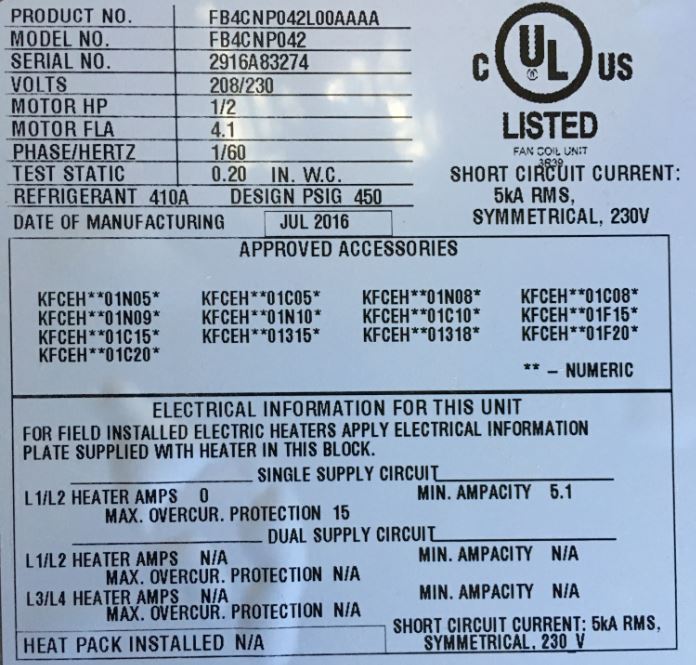 PRODUCT NO. FB4CNP042L00AAAA
MODEL NO. FB4CNP042
SERIAL NO. 2916A83274
VOLTS 208/230
MOTOR HP 1/2
MOTOR FLA 4.1
PHASE/HERTZ 1/60
TEST STATIC 0.20 IN. W.C.
REFRIGERANT 410A DESIGN PSIG 450
DATE OF MANUFACTURING JUL 2016
C UL US
LISTED
FAN COIL UNIT
3R39
SHORT CIRCUIT CURRENT:
5kA RMS,
SYMMETRICAL, 230V
APPROVED ACCESSORIES
KFCEH**01N05* KFCEH**01C05* KFCEH**01N08* KFCEH**01C08*
KFCEH**01N09* KFCEH**01N10* KFCEH**01C10* KFCEH**01F15*
KFCEH**01C15* KFCEH**01315* KFCEH**01318* KFCEH**01F20*
KFCEH**01C20*
** - NUMERIC
ELECTRICAL INFORMATION FOR THIS UNIT
FOR FIELD INSTALLED ELECTRIC HEATERS APPLY ELECTRICAL INFORMATION
PLATE SUPPLIED WITH HEATER IN THIS BLOCK.
SINGLE SUPPLY CIRCUIT
L1/L2 HEATER AMPS 0 MIN. AMPACITY 5.1
MAX. OVERCUR. PROTECTION 15
DUAL SUPPLY CIRCUIT
L1/L2 HEATER AMPS N/A MIN. AMPACITY N/A
MAX. OVERCUR. PROTECTION N/A
L3/L4 HEATER AMPS N/A MIN. AMPACITY N/A
MAX. OVERCUR. PROTECTION N/A
HEAT PACK INSTALLED N/A
SHORT CIRCUIT CURRENT: 5kA RMS,
SYMMETRICAL, 230 V